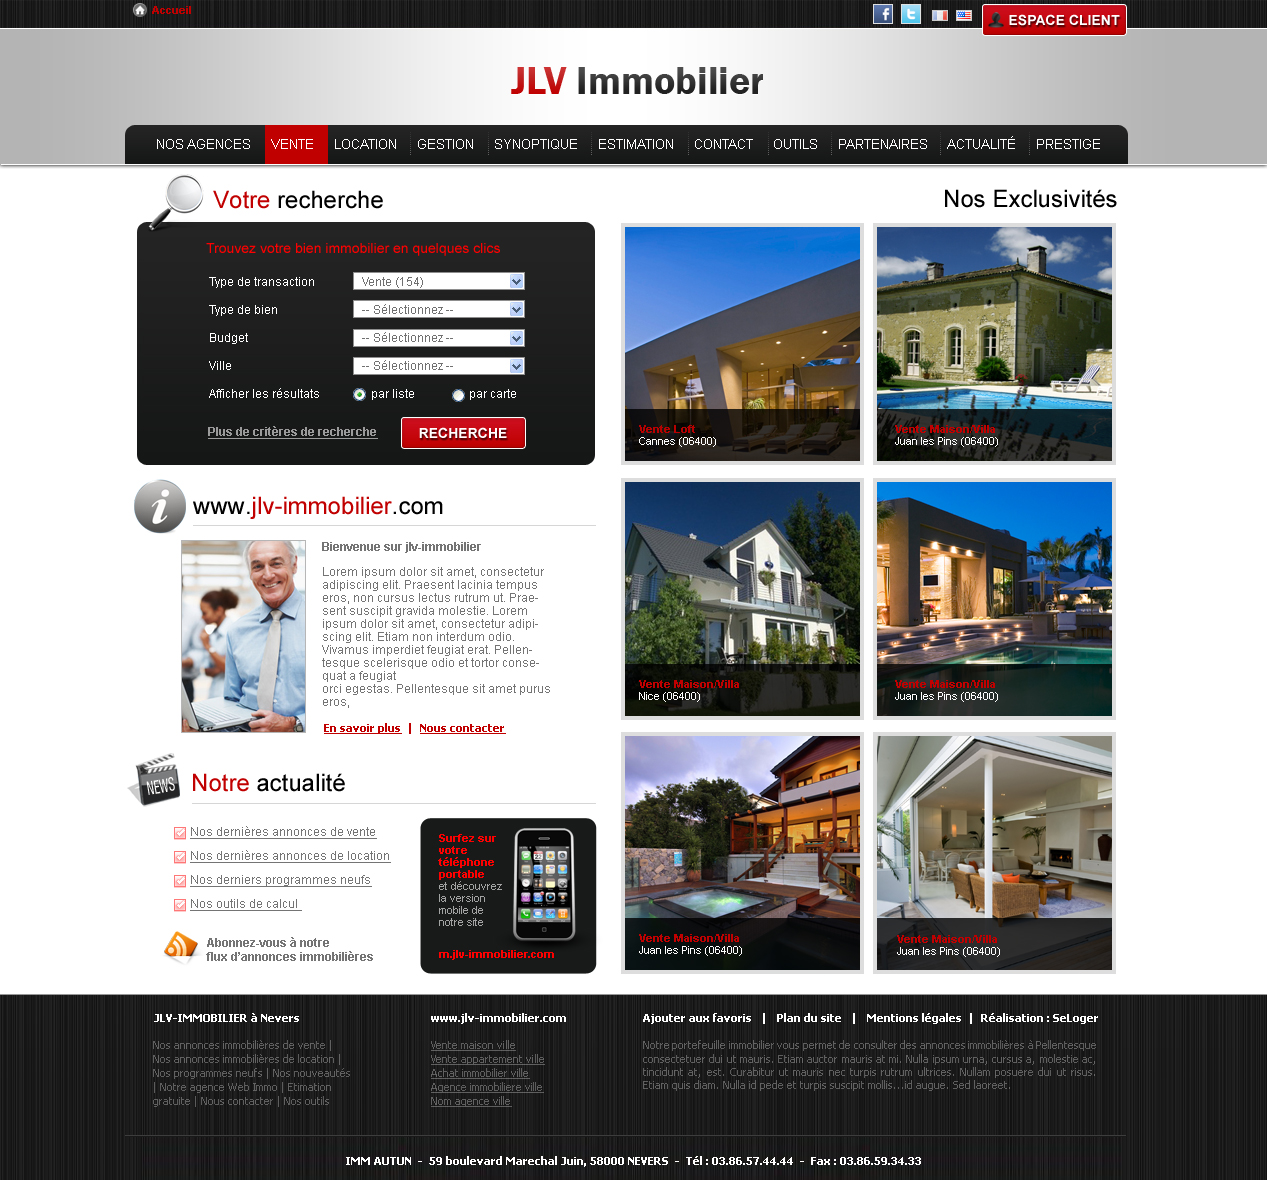 Accueil
ESPACE CLIENT
JLV Immobilier
NOS AGENCES VENTE LOCATION GESTION SYNOPTIQUE ESTIMATION CONTACT OUTILS PARTENAIRES ACTUALITÉ PRESTIGE
Votre recherche
Trouvez votre bien immobilier en quelques clics
Type de transaction Vente (154)
Type de bien -- Sélectionnez --
Budget -- Sélectionnez --
Ville -- Sélectionnez --
Afficher les résultats par liste par carte
Plus de critères de recherche RECHERCHE
www.jlv-immobilier.com
Bienvenue sur jlv-immobilier
Lorem ipsum dolor sit amet, consectetur
adipiscing elit. Praesent lacinia tempus
eros, non cursus lectus rutrum ut. Prae-
sent suscipit gravida molestie. Lorem
ipsum dolor sit amet, consectetur adipi-
scing elit. Etiam non interdum odio.
Vivamus imperdiet feugiat erat. Pellen-
tesque scelerisque odio et tortor conse-
quat a feugiat
orci egestas. Pellentesque sit amet purus
eros,
En savoir plus | Nous contacter
NEWS
Notre actualité
Nos dernières annonces de vente
Nos dernières annonces de location
Nos derniers programmes neufs
Nos outils de calcul
Abonnez-vous à notre
flux d'annonces immobilières
Surfez sur
votre
téléphone
portable
et découvrez
la version
mobile de
notre site
m.jlv-immobilier.com
Nos Exclusivités
Vente Loft
Cannes (06400)
Vente Maison/Villa
Juan les Pins (06400)
Vente Maison/Villa
Nice (06400)
Vente Maison/Villa
Juan les Pins (06400)
Vente Maison/Villa
Juan les Pins (06400)
Vente Maison/Villa
Juan les Pins (06400)
JLV-IMMOBILIER à Nevers
Nos annonces immobilières de vente |
Nos annonces immobilières de location |
Nos programmes neufs | Nos nouveautés
| Notre agence Web Immo | Etimation
gratuite | Nous contacter | Nos outils
www.jlv-immobilier.com
Vente maison ville
Vente appartement ville
Achat immobilier ville
Agence immobiliere ville
Nom agence ville
Ajouter aux favoris | Plan du site | Mentions légales | Réalisation : SeLoger
Notre portefeuille immobilier vous permet de consulter des annonces immobilières à Pellentesque
consectetuer dui ut mauris. Etiam auctor mauris at mi. Nulla ipsum urna, cursus a, molestie ac,
tincidunt at, est. Curabitur ut mauris nec turpis rutrum ultrices. Nullam posuere dui ut risus.
Etiam quis diam. Nulla id pede et turpis suscipit mollis...id augue. Sed laoreet.
IMM AUTUN - 59 boulevard Marechal Juin, 58000 NEVERS - Tél : 03.86.57.44.44 - Fax : 03.86.59.34.33